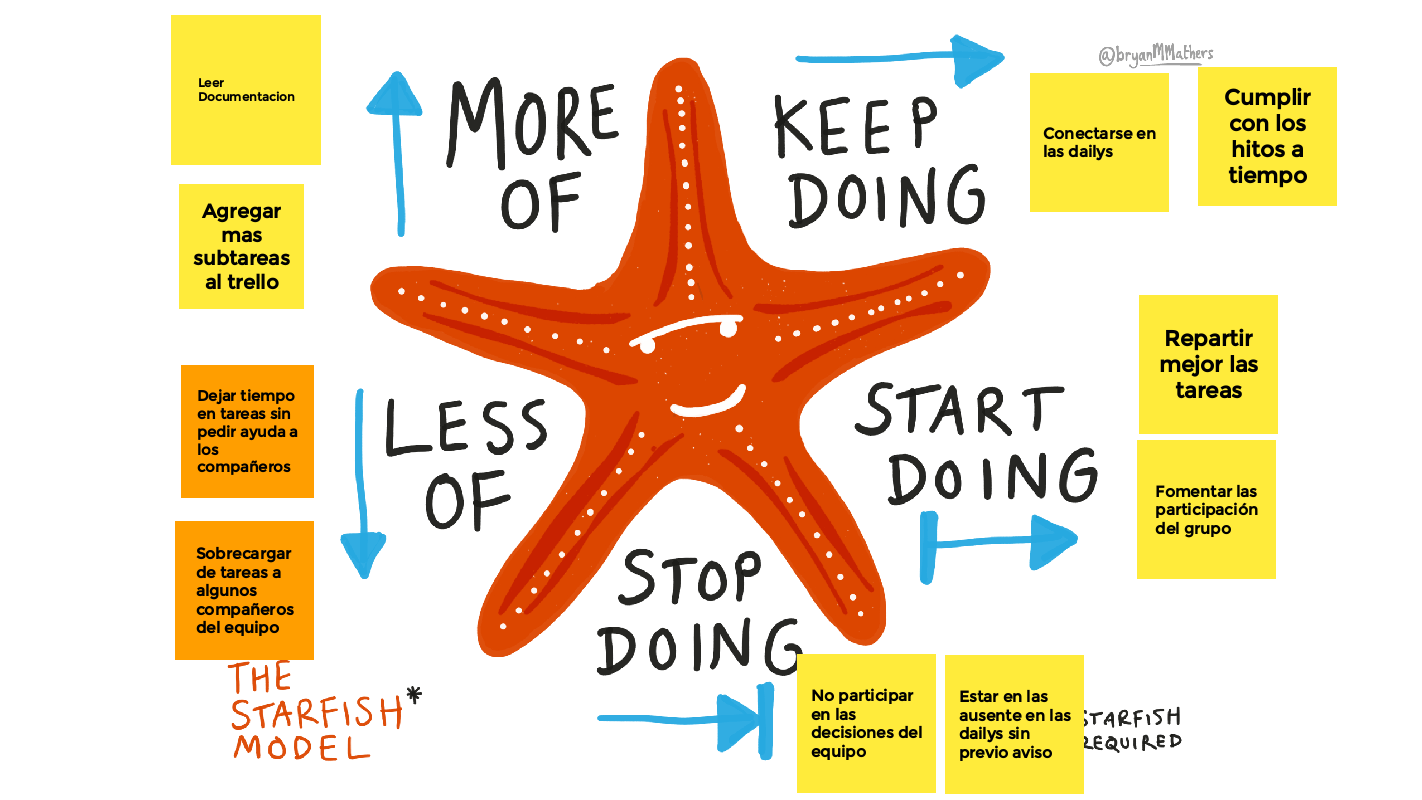 Leer
Documentacion
Agregar
mas
subtareas
al trello
MORE
OF
KEEP
DOING
@bryanMMathers
Conectarse en
las dailys
Cumplir
con los
hitos a
tiempo
Dejar tiempo
en tareas sin
pedir ayuda a
los
compañeros
Sobrecargar
de tareas a
algunos
compañeros
del equipo
LESS
OF
START
DOING
Repartir
mejor las
tareas
Fomentar las
participación
del grupo
STOP
DOING
No participar
en las
decisiones del
equipo
Estar en las
ausente en las
dailys sin
previo aviso
THE
STARFISH*
MODEL
STARFISH
REQUIRED